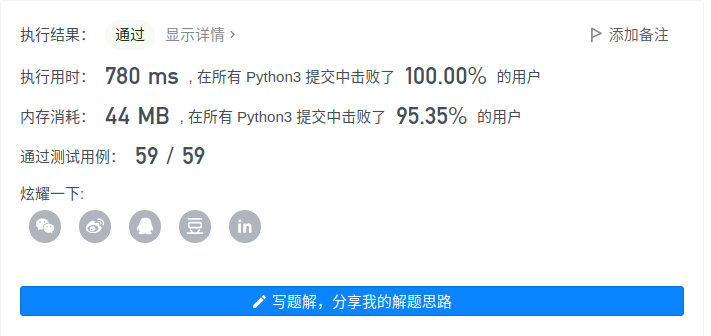 执行结果： 通过 显示详情 > 添加备注
执行用时： 780 ms , 在所有 Python3 提交中击败了 100.00% 的用户
内存消耗： 44 MB , 在所有 Python3 提交中击败了 95.35% 的用户
通过测试用例： 59 / 59
炫耀一下:
豆 in
写题解，分享我的解题思路